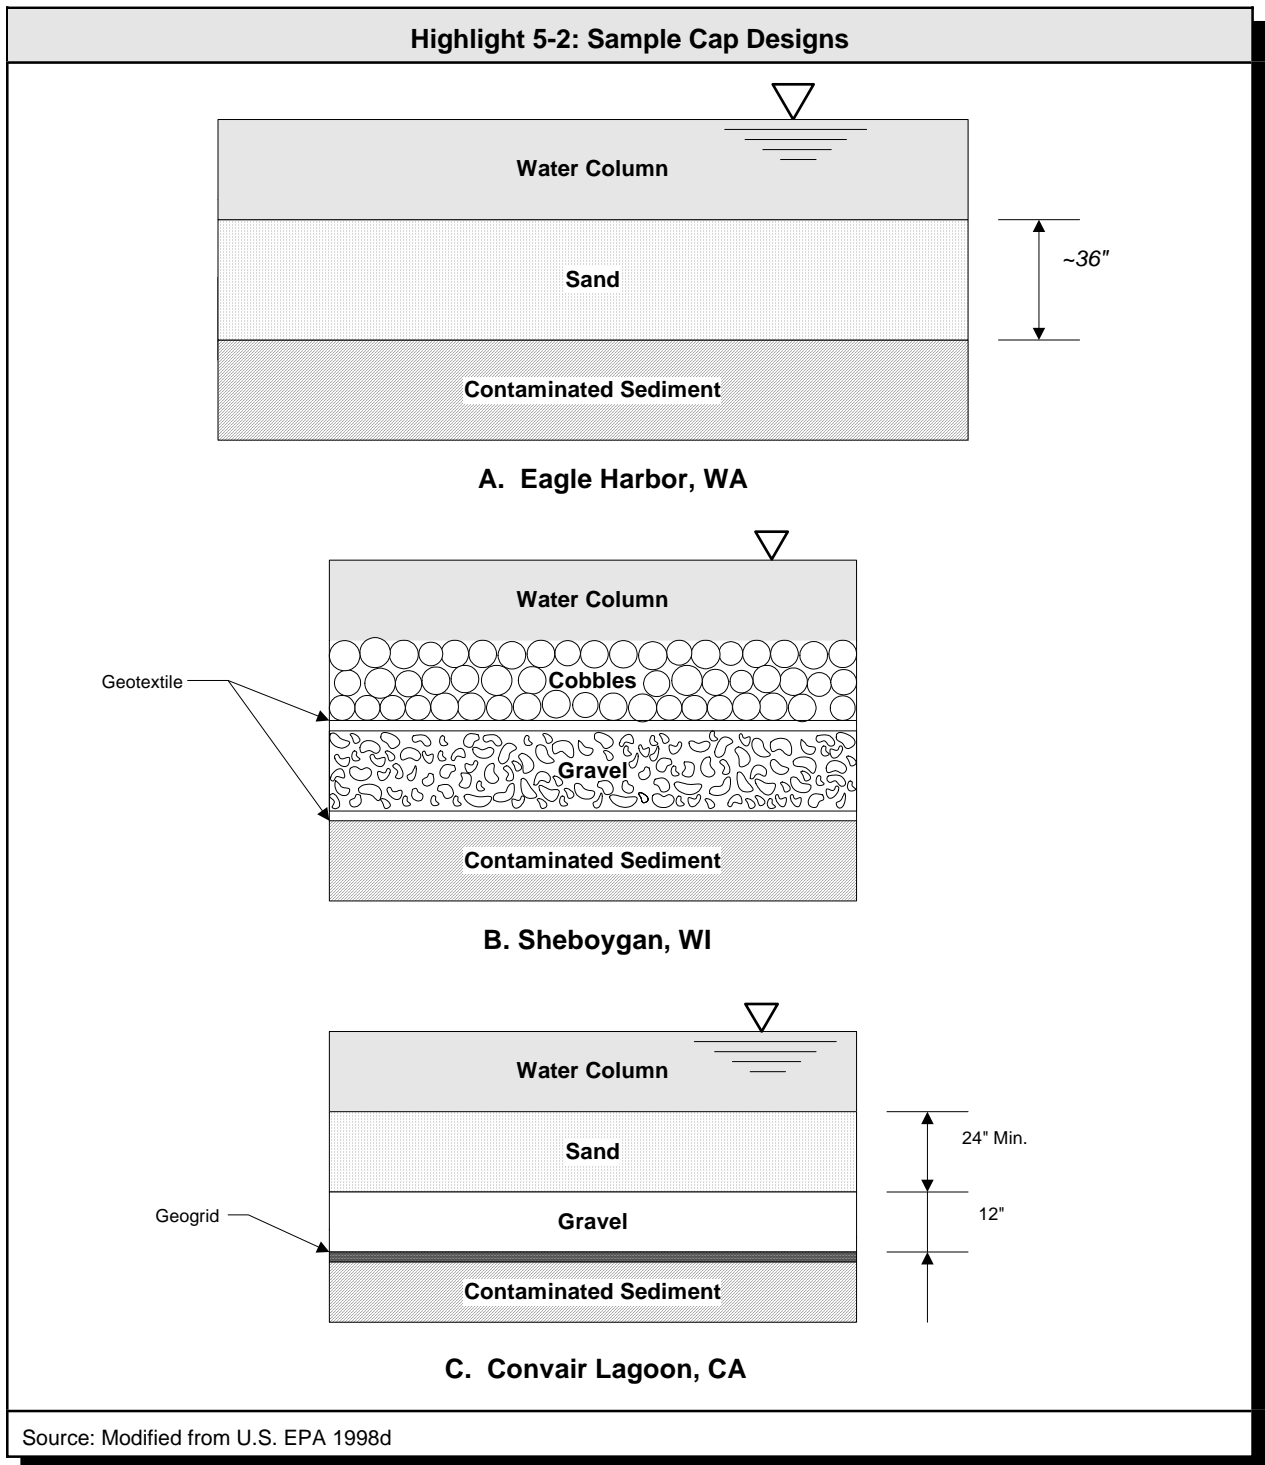 Highlight 5-2: Sample Cap Designs
Water Column
Sand
~36"
Contaminated Sediment
A. Eagle Harbor, WA
Water Column
Geotextile
Cobbles
Gravel
Contaminated Sediment
B. Sheboygan, WI
Water Column
Sand
24" Min.
Geogrid
Gravel
12"
Contaminated Sediment
C. Convair Lagoon, CA
Source: Modified from U.S. EPA 1998d